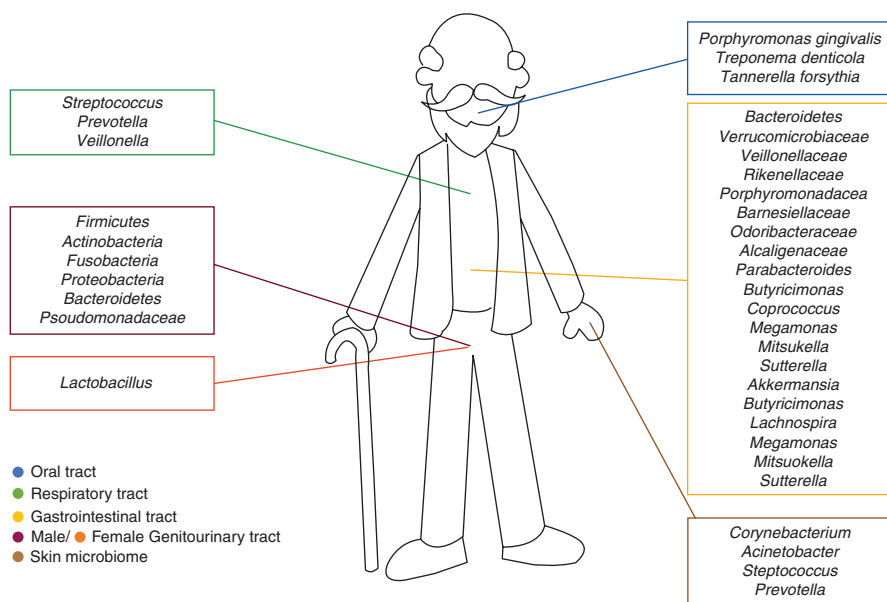 Porphyromonas gingivalis
Treponema denticola
Tannerella forsythia
Streptococcus
Prevotella
Veillonella
Bacteroidetes
Verrucomicrobiaceae
Veillonellaceae
Rikenellaceae
Porphyromonadacea
Barnesiellaceae
Odoribacteraceae
Alcaligenaceae
Parabacteroides
Butyricimonas
Coprococcus
Megamonas
Mitsukella
Sutterella
Akkermansia
Butyricimonas
Lachnospira
Megamonas
Mitsuokella
Sutterella
Firmicutes
Actinobacteria
Fusobacteria
Proteobacteria
Bacteroidetes
Pseudomonadaceae
Lactobacillus
Oral tract
Respiratory tract
Gastrointestinal tract
Male/ Female Genitourinary tract
Skin microbiome
Corynebacterium
Acinetobacter
Steptococcus
Prevotella